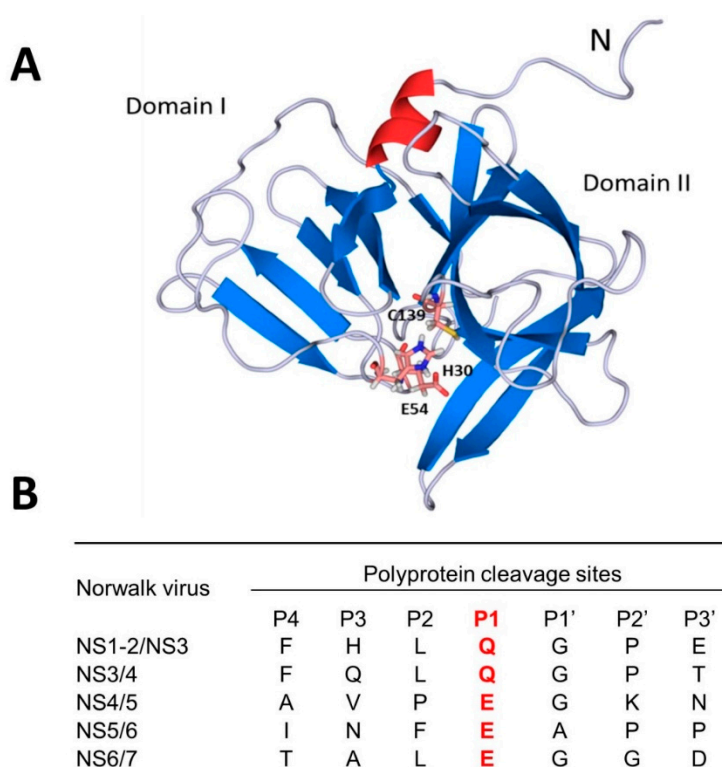 A
N
Domain I
Domain II
C139
H30
E54
B
Norwalk virus
Polyprotein cleavage sites
P4 P3 P2 P1 P1' P2' P3'
NS1-2/NS3 F H L Q G P E
NS3/4 F Q L Q G P T
NS4/5 A V P E G K N
NS5/6 I N F E A P P
NS6/7 T A L E G G D